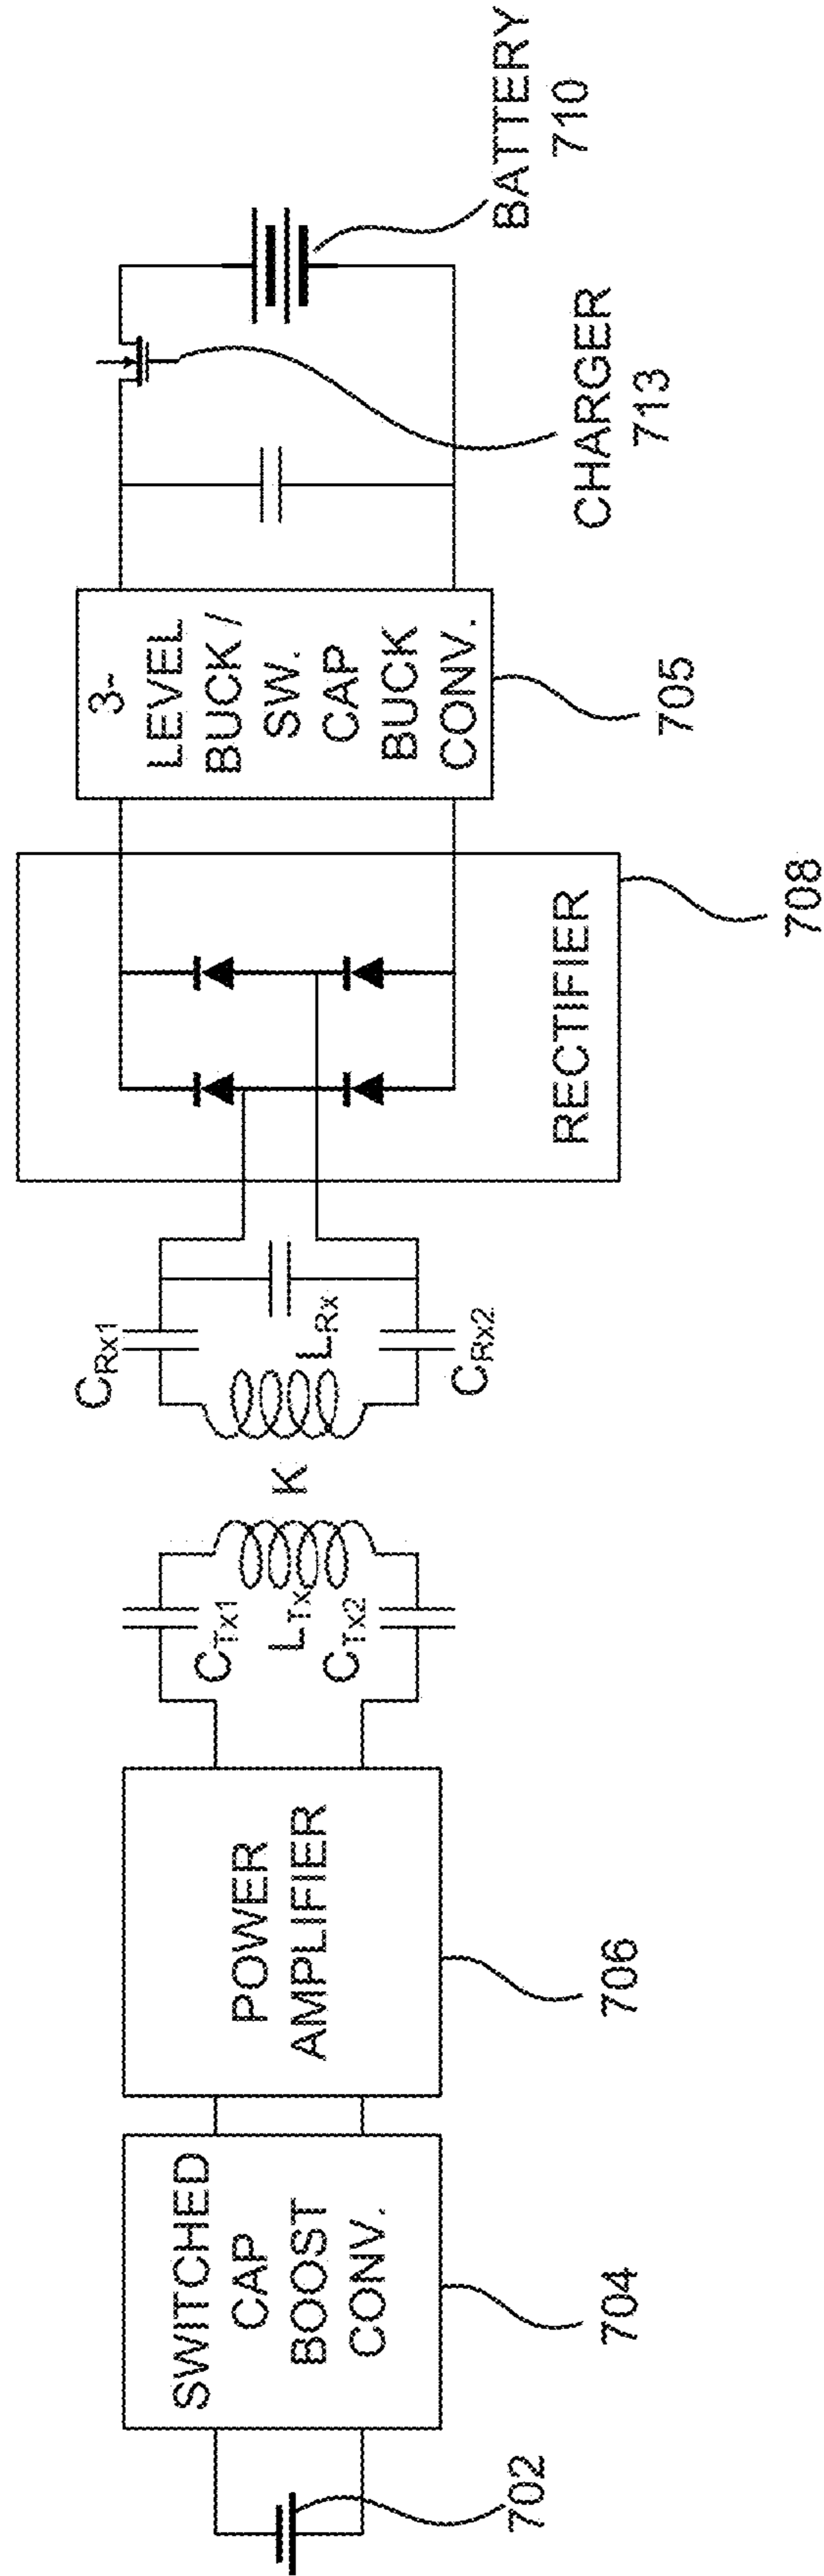 702
SWITCHED
CAP
BOOST
CONV.
704
POWER
AMPLIFIER
706
CTx1
LTx
CTx2
K
CRx1
LRx
CRx2
RECTIFIER
708
3-
LEVEL
BUCK /
SW.
CAP
BUCK
CONV.
705
CHARGER
713
BATTERY
710